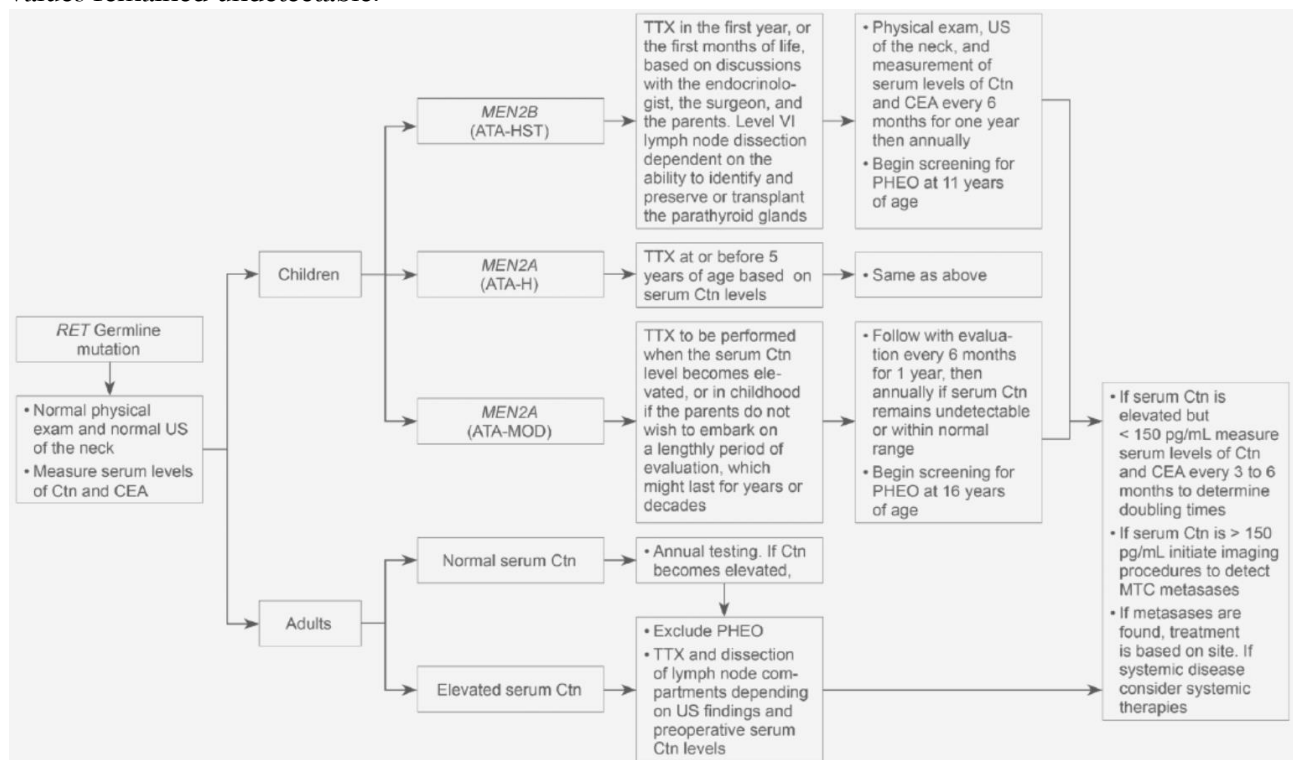 values remained undetectable.
RET Germline
mutation
• Normal physical
exam and normal US
of the neck
• Measure serum levels
of Ctn and CEA
Children
Adults
MEN2B
(ATA-HST)
TTX in the first year, or
the first months of life,
based on discussions
with the endocrinolo-
gist, the surgeon, and
the parents. Level VI
lymph node dissection
dependent on the
ability to identify and
preserve or transplant
the parathyroid glands
• Physical exam, US
of the neck, and
measurement of
serum levels of Ctn
and CEA every 6
months for one year
then annually
• Begin screening for
PHEO at 11 years
of age
MEN2A
(ATA-H)
TTX at or before 5
years of age based on
serum Ctn levels
• Same as above
MEN2A
(ATA-MOD)
TTX to be performed
when the serum Ctn
level becomes ele-
vated, or in childhood
if the parents do not
wish to embark on
a lengthly period of
evaluation, which
might last for years or
decades
• Follow with evalua-
tion every 6 months
for 1 year, then
annually if serum Ctn
remains undetectable
or within normal
range
• Begin screening for
PHEO at 16 years
of age
Normal serum Ctn
• Annual testing. If Ctn
becomes elevated,
Elevated serum Ctn
• Exclude PHEO
• TTX and dissection
of lymph node com-
partments depending
on US findings and
preoperative serum
Ctn levels
• If serum Ctn is
elevated but
< 150 pg/mL measure
serum levels of Ctn
and CEA every 3 to 6
months to determine
doubling times
• If serum Ctn is > 150
pg/mL initiate imaging
procedures to detect
MTC metasases
• If metasases are
found, treatment
is based on site. If
systemic disease
consider systemic
therapies